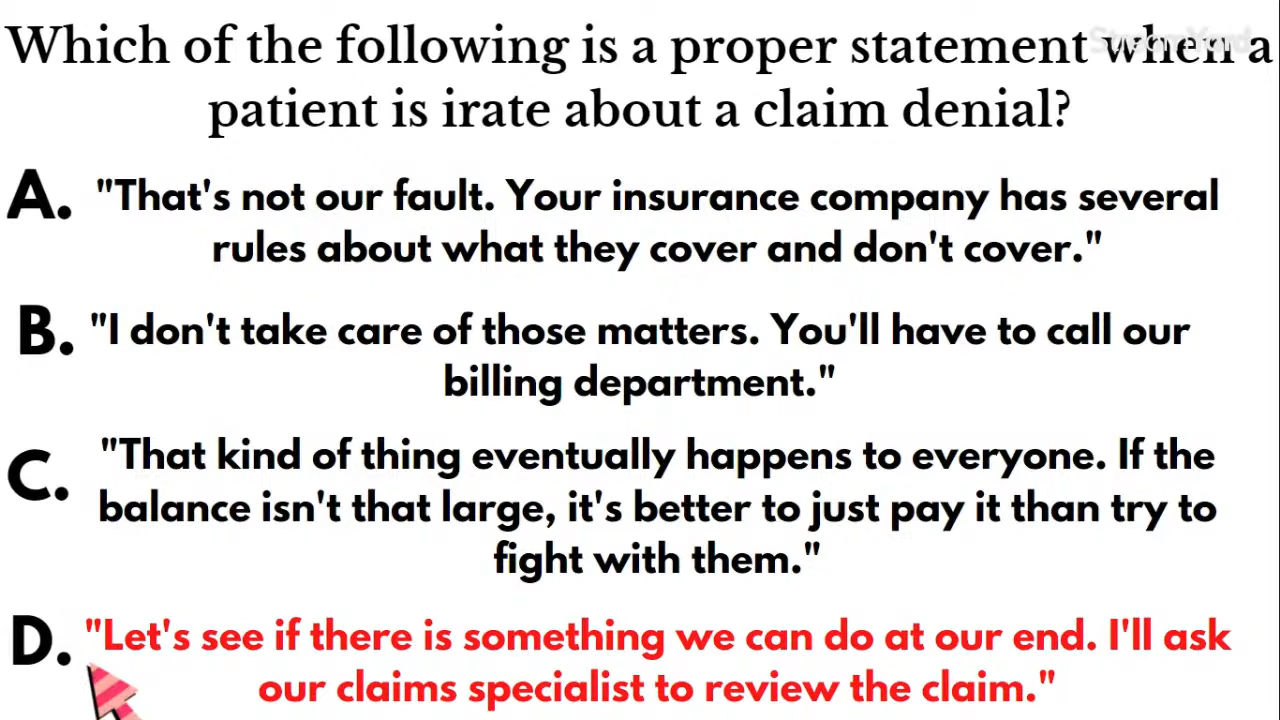 Which of the following is a proper statement when a
patient is irate about a claim denial?
StreamYard
A. "That's not our fault. Your insurance company has several
rules about what they cover and don't cover."
B. "I don't take care of those matters. You'll have to call our
billing department."
C. "That kind of thing eventually happens to everyone. If the
balance isn't that large, it's better to just pay it than try to
fight with them."
D. "Let's see if there is something we can do at our end. I'll ask
our claims specialist to review the claim."